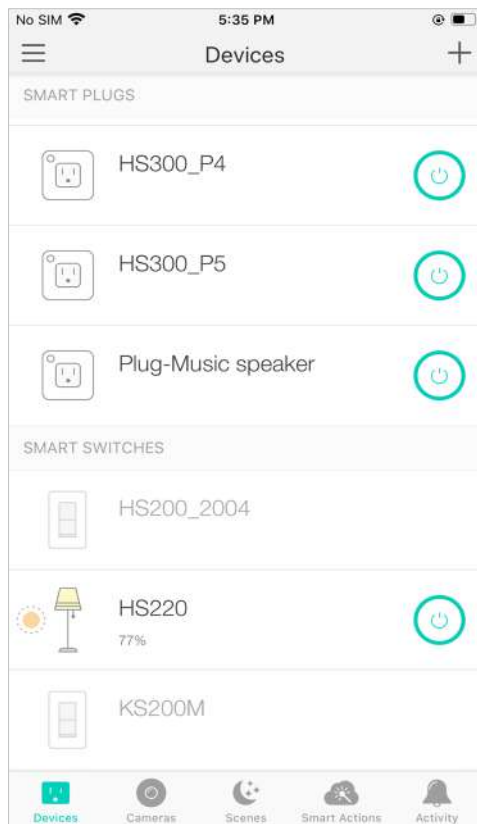 No SIM 5:35 PM
Devices
SMART PLUGS
HS300_P4
HS300_P5
Plug-Music speaker
SMART SWITCHES
HS200_2004
HS220
77%
KS200M
Devices Cameras Scenes Smart Actions Activity